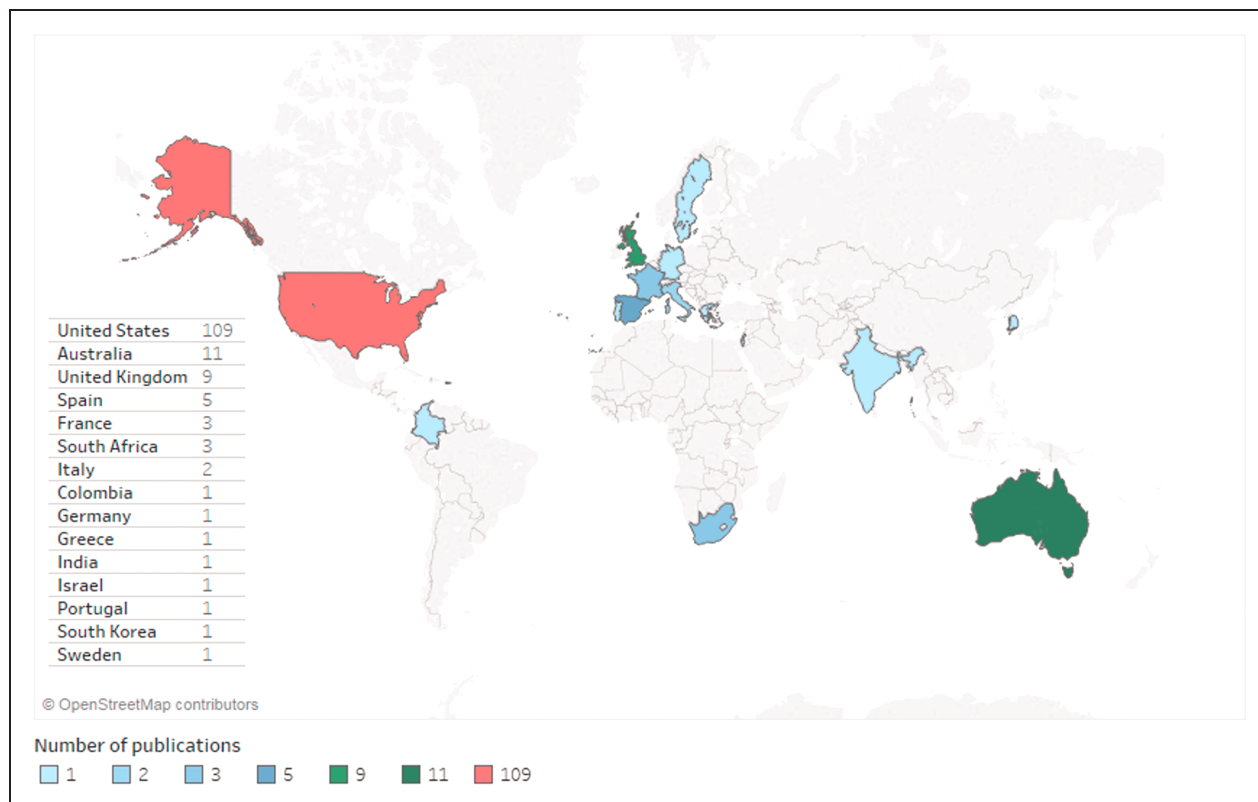 United States 109
Australia 11
United Kingdom 9
Spain 5
France 3
South Africa 3
Italy 2
Colombia 1
Germany 1
Greece 1
India 1
Israel 1
Portugal 1
South Korea 1
Sweden 1
© OpenStreetMap contributors
Number of publications
1 2 3 5 9 11 109